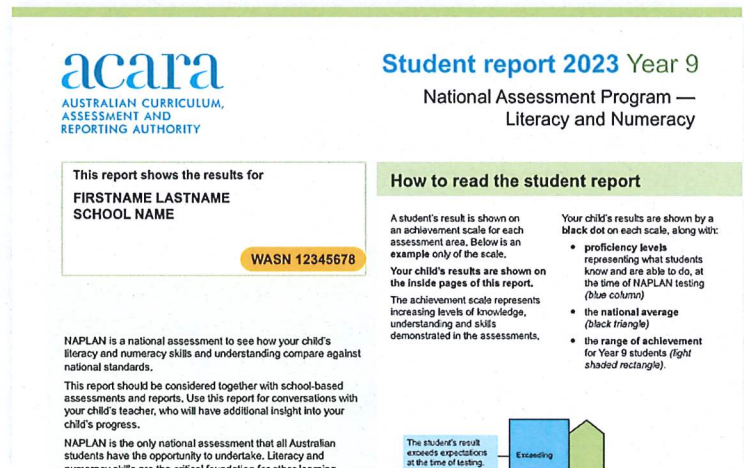 acara
AUSTRALIAN CURRICULUM,
ASSESSMENT AND
REPORTING AUTHORITY
Student report 2023 Year 9
National Assessment Program —
Literacy and Numeracy
This report shows the results for
FIRSTNAME LASTNAME
SCHOOL NAME
WASN 12345678
NAPLAN is a national assessment to see how your child's
literacy and numeracy skills and understanding compare against
national standards.
This report should be considered together with school-based
assessments and reports. Use this report for conversations with
your child's teacher, who will have additional insight into your
child's progress.
NAPLAN is the only national assessment that all Australian
students have the opportunity to undertake. Literacy and
numeracy skills are the critical foundation for other learning
How to read the student report
A student's result is shown on
an achievement scale for each
assessment area. Below is an
example only of the scale.
Your child's results are shown on
the inside pages of this report.
The achievement scale represents
increasing levels of knowledge,
understanding and skills
demonstrated in the assessments.
Your child's results are shown by a
black dot on each scale, along with:
• proficiency levels
representing what students
know and are able to do, at
the time of NAPLAN testing
(blue column)
• the national average
(black triangle)
• the range of achievement
for Year 9 students (light
shaded rectangle).
The student's result
exceeds expectations
at the time of testing.
Exceeding